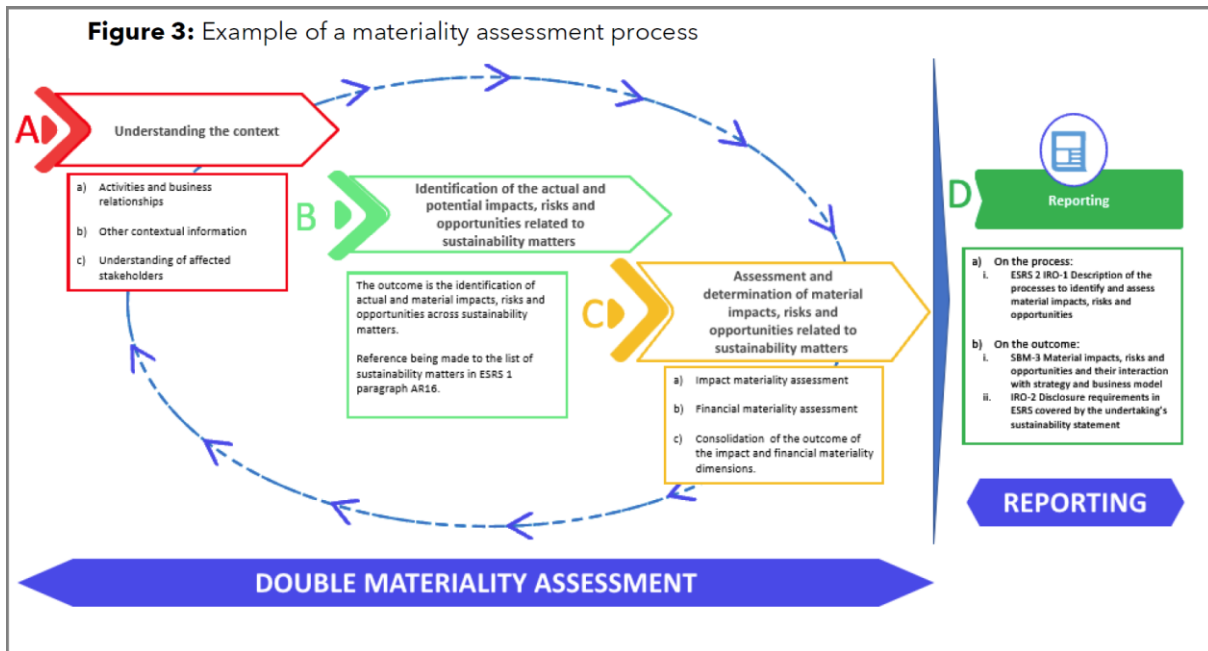 Figure 3: Example of a materiality assessment process
A
Understanding the context
a) Activities and business
relationships
b) Other contextual information
c) Understanding of affected
stakeholders
B
Identification of the actual and
potential impacts, risks and
opportunities related to
sustainability matters
The outcome is the identification of
actual and material impacts, risks and
opportunities across sustainability
matters.
Reference being made to the list of
sustainability matters in ESRS 1
paragraph AR16.
C
Assessment and
determination of material
impacts, risks and
opportunities related to
sustainability matters
a) Impact materiality assessment
b) Financial materiality assessment
c) Consolidation of the outcome of
the impact and financial materiality
dimensions.
D
Reporting
a) On the process:
i. ESRS 2 IRO-1 Description of the
processes to identify and assess
material impacts, risks and
opportunities
b) On the outcome:
i. SBM-3 Material impacts, risks and
opportunities and their interaction
with strategy and business model
ii. IRO-2 Disclosure requirements in
ESRS covered by the undertaking's
sustainability statement
REPORTING
DOUBLE MATERIALITY ASSESSMENT